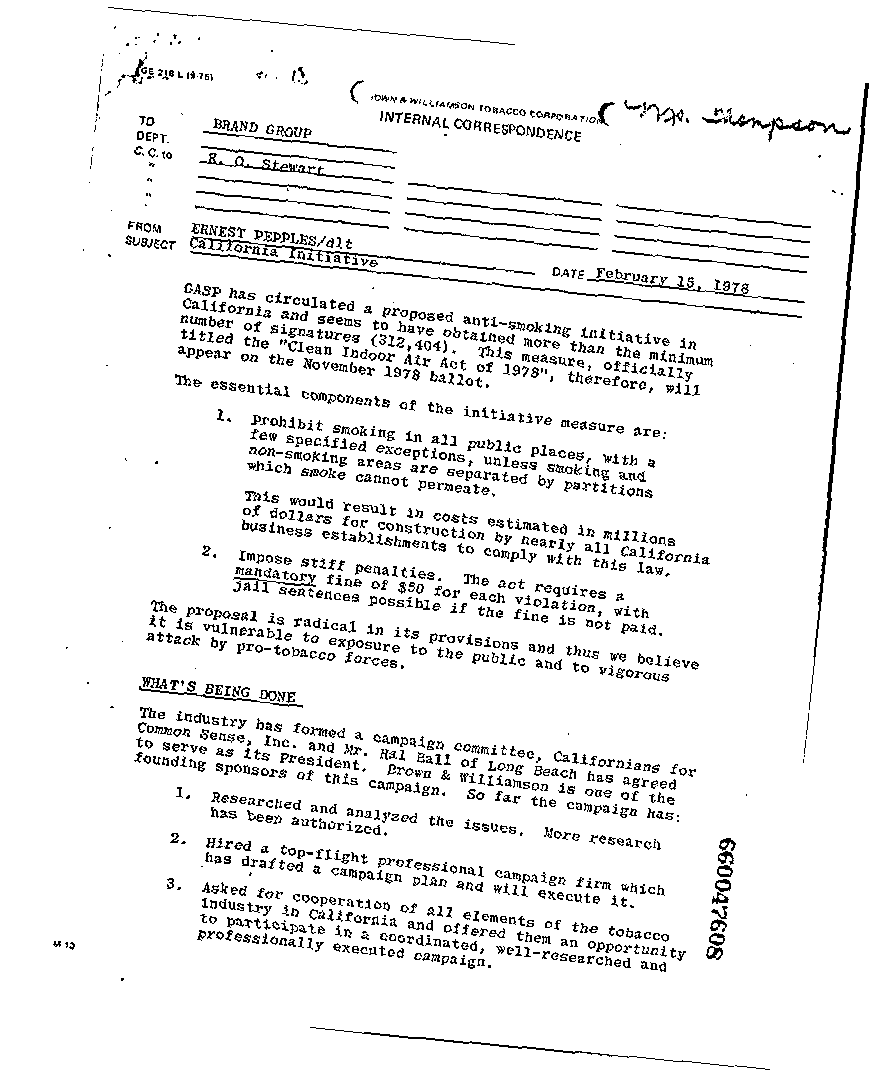 GE 218 L (9-76)
Mr. Thompson
BROWN & WILLIAMSON TOBACCO CORPORATION
INTERNAL CORRESPONDENCE
TO BRAND GROUP
DEPT.
C. C. to R. O. Stewart
"
"
"
FROM ERNEST PEPPLES/dlt
SUBJECT California Initiative
DATE February 15, 1978
GASP has circulated a proposed anti-smoking initiative in
California and seems to have obtained more than the minimum
number of signatures (312,404). This measure, officially
titled the "Clean Indoor Air Act of 1978", therefore, will
appear on the November 1978 ballot.
The essential components of the initiative measure are:
1. Prohibit smoking in all public places, with a
few specified exceptions, unless smoking and
non-smoking areas are separated by partitions
which smoke cannot permeate.
This would result in costs estimated in millions
of dollars for construction by nearly all California
business establishments to comply with this law.
2. Impose stiff penalties. The act requires a
mandatory fine of $50 for each violation, with
jail sentences possible if the fine is not paid.
The proposal is radical in its provisions and thus we believe
it is vulnerable to exposure to the public and to vigorous
attack by pro-tobacco forces.
WHAT'S BEING DONE
The industry has formed a campaign committee, Californians for
Common Sense, Inc. and Mr. Hal Ball of Long Beach has agreed
to serve as its President. Brown & Williamson is one of the
founding sponsors of this campaign. So far the campaign has:
1. Researched and analyzed the issues. More research
has been authorized.
2. Hired a top-flight professional campaign firm which
has drafted a campaign plan and will execute it.
3. Asked for cooperation of all elements of the tobacco
industry in California and offered them an opportunity
to participate in a coordinated, well-researched and
professionally executed campaign.
660047608